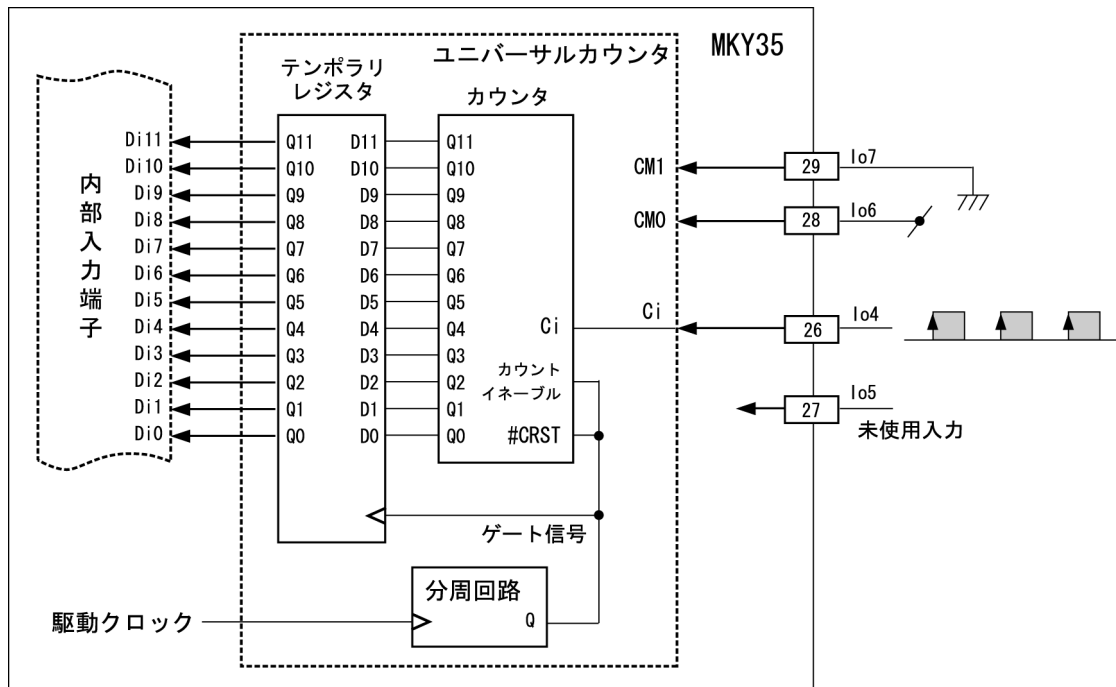 MKY35
ユニバーサルカウンタ
テンポラリ
レジスタ
カウンタ
内部入力端子
Di11 Q11 D11 Q11
Di10 Q10 D10 Q10
Di9 Q9 D9 Q9
Di8 Q8 D8 Q8
Di7 Q7 D7 Q7
Di6 Q6 D6 Q6
Di5 Q5 D5 Q5
Di4 Q4 D4 Q4
Di3 Q3 D3 Q3
Di2 Q2 D2 Q2
Di1 Q1 D1 Q1
Di0 Q0 D0 Q0
Ci
カウント
イネーブル
#CRST
CM1 29 Io7
CM0 28 Io6
Ci 26 Io4
27 Io5
未使用入力
ゲート信号
分周回路
Q
駆動クロック